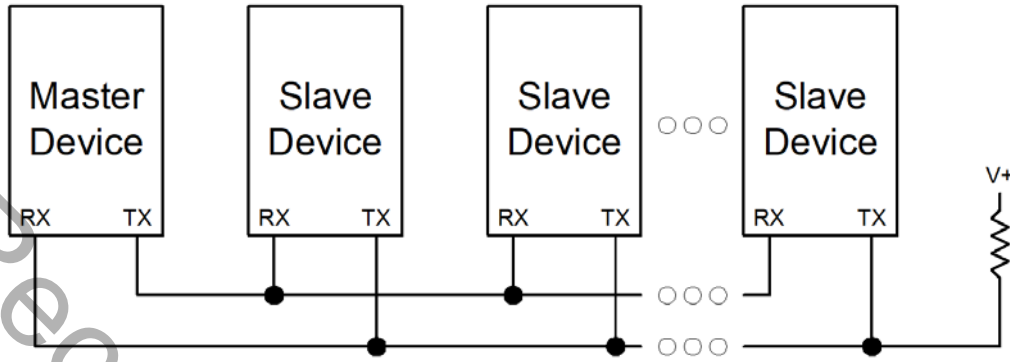 Master
Device
Slave
Device
Slave
Device
Slave
Device
V+
RX TX
RX TX
RX TX
RX TX